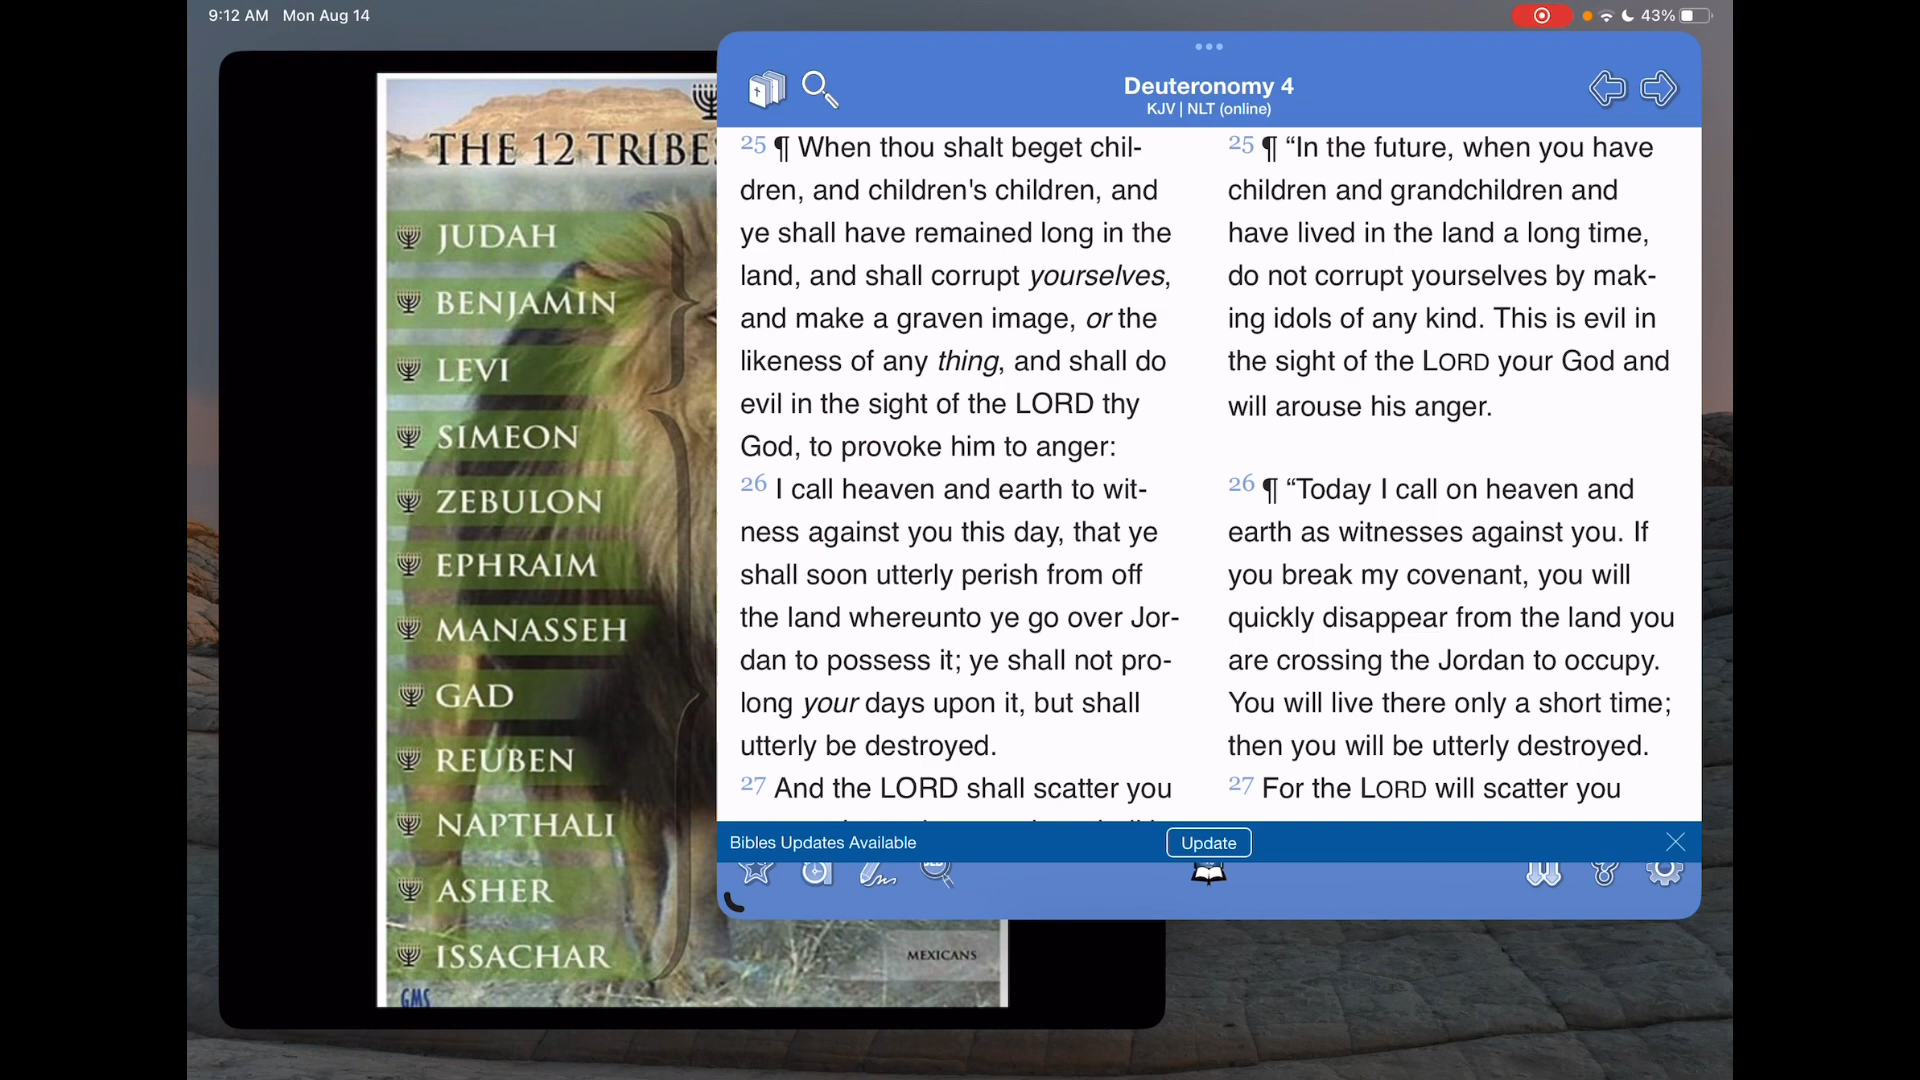 9:12 AM Mon Aug 14
43%
THE 12 TRIBES
JUDAH
BENJAMIN
LEVI
SIMEON
ZEBULON
EPHRAIM
MANASSEH
GAD
REUBEN
NAPTHALI
ASHER
ISSACHAR
MEXICANS
GMS
Deuteronomy 4
KJV | NLT (online)
25 ¶ When thou shalt beget chil-
dren, and children's children, and
ye shall have remained long in the
land, and shall corrupt yourselves,
and make a graven image, or the
likeness of any thing, and shall do
evil in the sight of the LORD thy
God, to provoke him to anger:
26 I call heaven and earth to wit-
ness against you this day, that ye
shall soon utterly perish from off
the land whereunto ye go over Jor-
dan to possess it; ye shall not pro-
long your days upon it, but shall
utterly be destroyed.
27 And the LORD shall scatter you
25 ¶ “In the future, when you have
children and grandchildren and
have lived in the land a long time,
do not corrupt yourselves by mak-
ing idols of any kind. This is evil in
the sight of the LORD your God and
will arouse his anger.
26 ¶ “Today I call on heaven and
earth as witnesses against you. If
you break my covenant, you will
quickly disappear from the land you
are crossing the Jordan to occupy.
You will live there only a short time;
then you will be utterly destroyed.
27 For the LORD will scatter you
Bibles Updates Available
Update